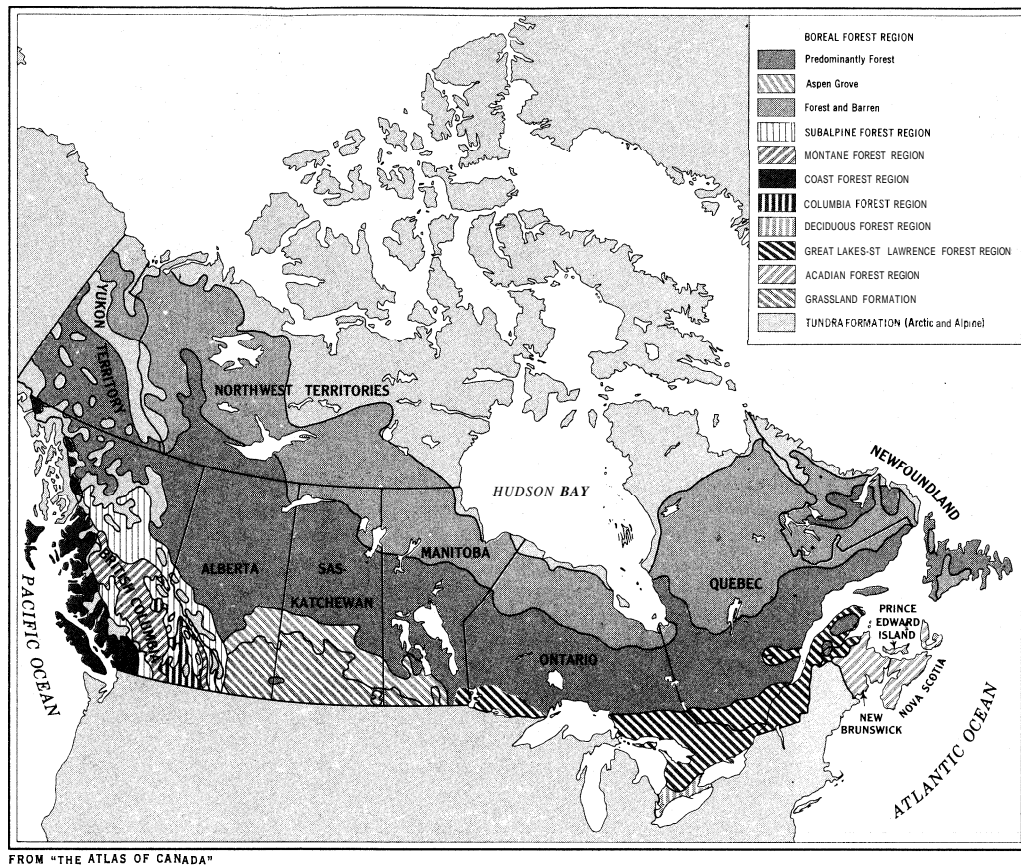 BOREAL FOREST REGION
Predominantly Forest
Aspen Grove
Forest and Barren
SUBALPINE FOREST REGION
MONTANE FOREST REGION
COAST FOREST REGION
COLUMBIA FOREST REGION
DECIDUOUS FOREST REGION
GREAT LAKES-ST LAWRENCE FOREST REGION
ACADIAN FOREST REGION
GRASSLAND FORMATION
TUNDRA FORMATION (Arctic and Alpine)
YUKON
TERRITORY
NORTHWEST TERRITORIES
HUDSON BAY
NEWFOUNDLAND
PACIFIC OCEAN
BRITISH COLUMBIA
ALBERTA
SAS-
KATCHEWAN
MANITOBA
ONTARIO
QUEBEC
PRINCE
EDWARD
ISLAND
NOVA SCOTIA
NEW
BRUNSWICK
ATLANTIC OCEAN
FROM "THE ATLAS OF CANADA"